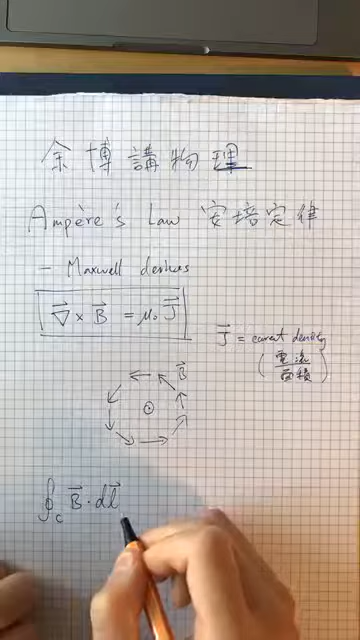 余博講物理
Ampère's Law 安培定律
- Maxwell derives
∇⃗ × B⃗ = μ₀ J⃗
J⃗ = current density
(電流/面積)
B⃗
∮_C B⃗ · dl⃗